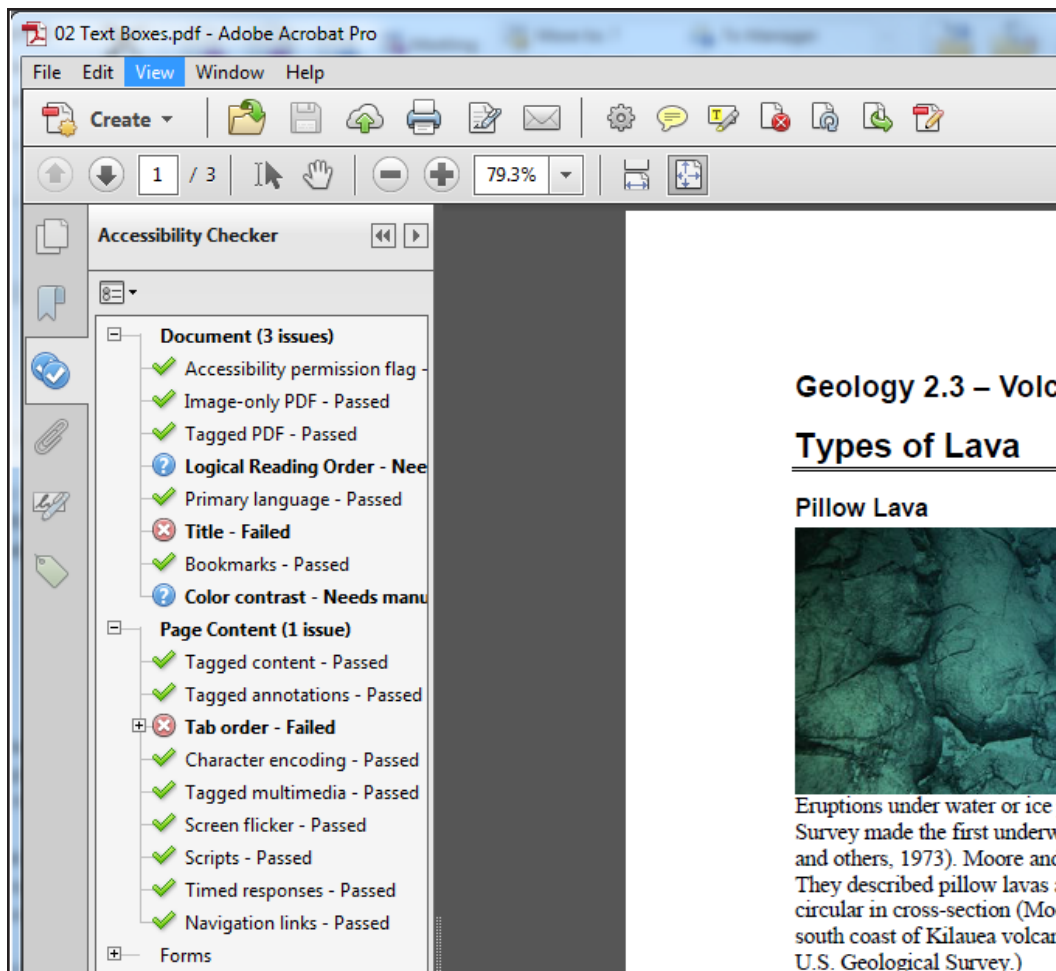 02 Text Boxes.pdf - Adobe Acrobat Pro
File Edit View Window Help
Create
1 / 3 79.3%
Accessibility Checker
Document (3 issues)
Accessibility permission flag -
Image-only PDF - Passed
Tagged PDF - Passed
Logical Reading Order - Nee
Primary language - Passed
Title - Failed
Bookmarks - Passed
Color contrast - Needs manu
Page Content (1 issue)
Tagged content - Passed
Tagged annotations - Passed
Tab order - Failed
Character encoding - Passed
Tagged multimedia - Passed
Screen flicker - Passed
Scripts - Passed
Timed responses - Passed
Navigation links - Passed
Forms
Geology 2.3 – Volc
Types of Lava
Pillow Lava
Eruptions under water or ice
Survey made the first underw
and others, 1973). Moore and
They described pillow lavas
circular in cross-section (Moo
south coast of Kilauea volcan
U.S. Geological Survey.)